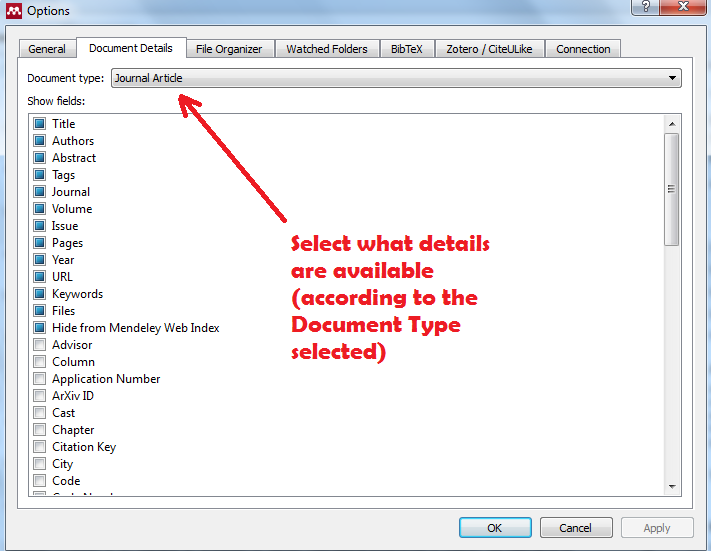 Options
General
Document Details
File Organizer
Watched Folders
BibTeX
Zotero / CiteULike
Connection
Document type:
Journal Article
Show fields:
Title
Authors
Abstract
Tags
Journal
Volume
Issue
Pages
Year
URL
Keywords
Files
Hide from Mendeley Web Index
Advisor
Column
Application Number
ArXiv ID
Cast
Chapter
Citation Key
City
Code
Select what details
are available
(according to the
Document Type
selected)
OK
Cancel
Apply